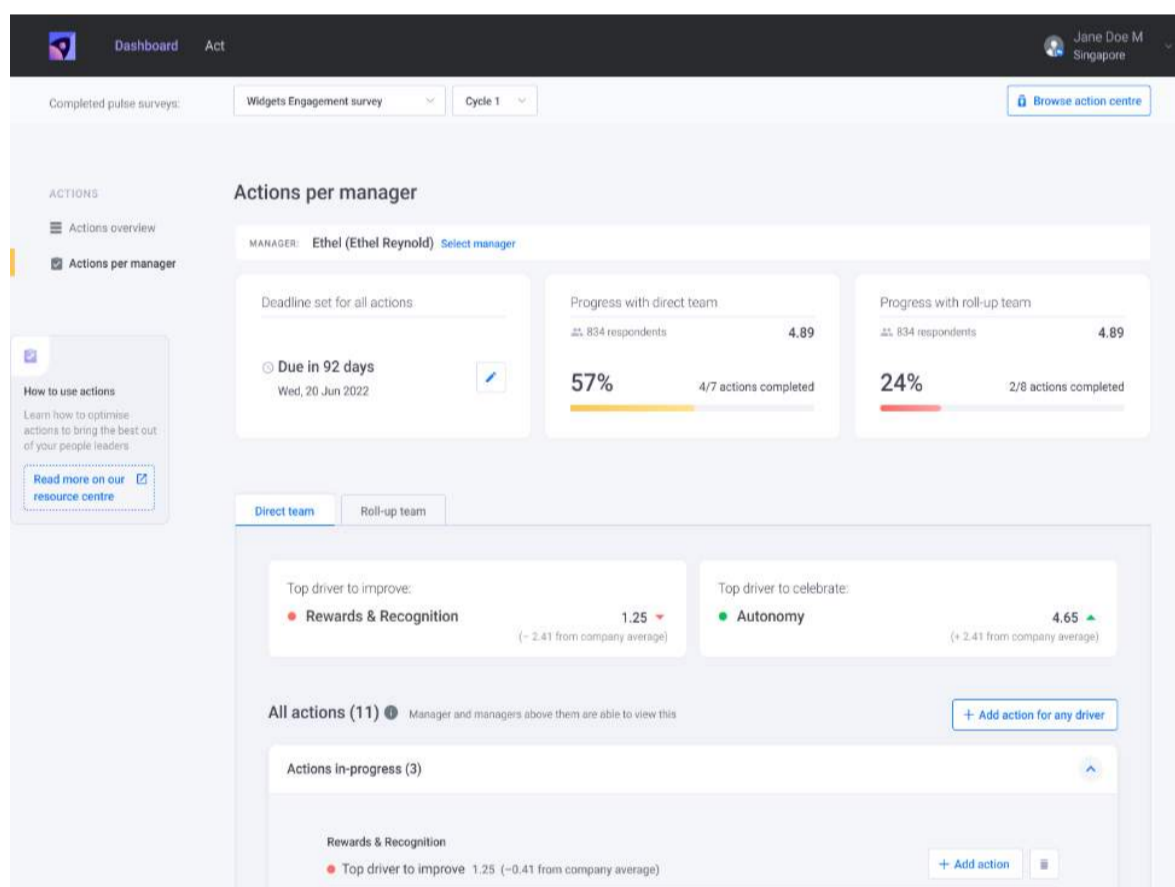 Dashboard Act
Jane Doe M
Singapore
Completed pulse surveys: Widgets Engagement survey Cycle 1 Browse action centre
ACTIONS
Actions overview
Actions per manager
How to use actions
Learn how to optimise
actions to bring the best out
of your people leaders
Read more on our
resource centre
Actions per manager
MANAGER: Ethel (Ethel Reynold) Select manager
Deadline set for all actions
Due in 92 days
Wed, 20 Jun 2022
Progress with direct team
834 respondents 4.89
57% 4/7 actions completed
Progress with roll-up team
834 respondents 4.89
24% 2/8 actions completed
Direct team Roll-up team
Top driver to improve:
Rewards & Recognition 1.25
(− 2.41 from company average)
Top driver to celebrate:
Autonomy 4.65
(+ 2.41 from company average)
All actions (11) Manager and managers above them are able to view this
+ Add action for any driver
Actions in-progress (3)
Rewards & Recognition
Top driver to improve 1.25 (−0.41 from company average)
+ Add action